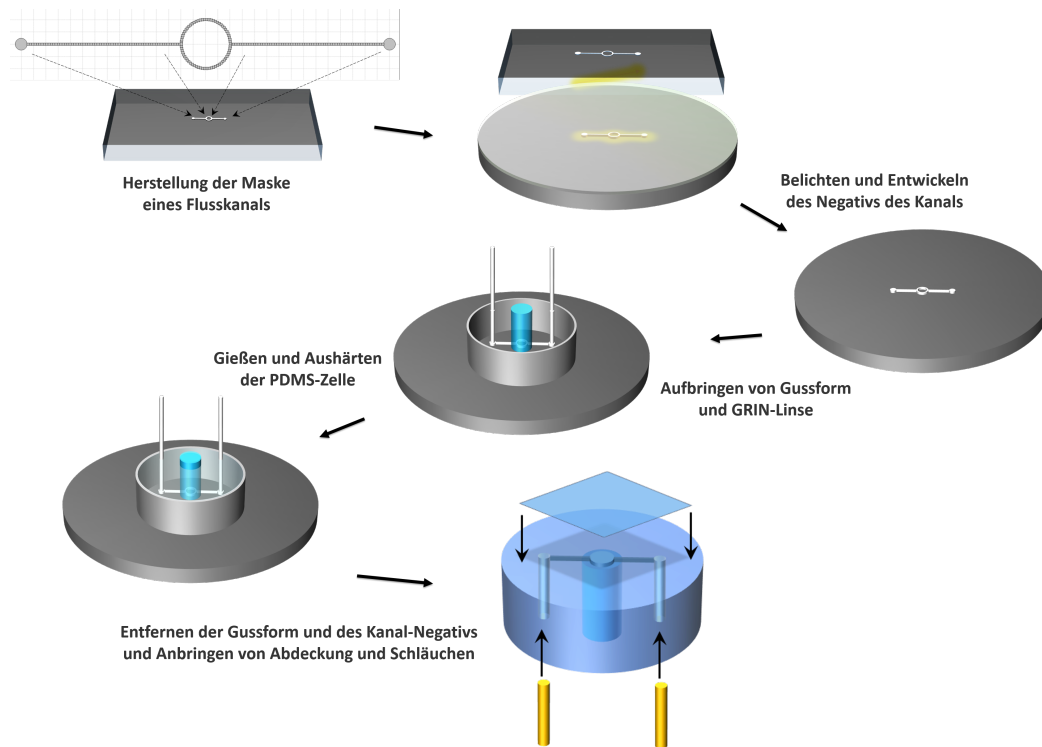 Herstellung der Maske
eines Flusskanals
Belichten und Entwickeln
des Negativs des Kanals
Aufbringen von Gussform
und GRIN-Linse
Gießen und Aushärten
der PDMS-Zelle
Entfernen der Gussform und des Kanal-Negativs
und Anbringen von Abdeckung und Schläuchen